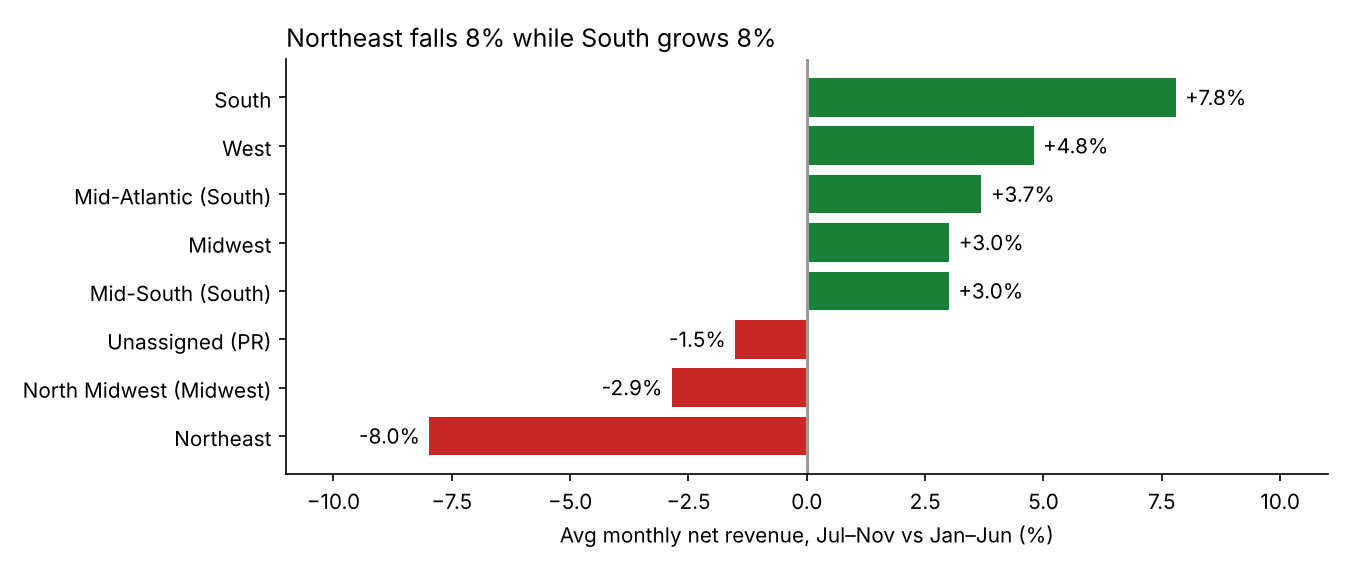 Northeast falls 8% while South grows 8%
South +7.8%
West +4.8%
Mid-Atlantic (South) +3.7%
Midwest +3.0%
Mid-South (South) +3.0%
Unassigned (PR) -1.5%
North Midwest (Midwest) -2.9%
Northeast -8.0%
−10.0 −7.5 −5.0 −2.5 0.0 2.5 5.0 7.5 10.0
Avg monthly net revenue, Jul–Nov vs Jan–Jun (%)